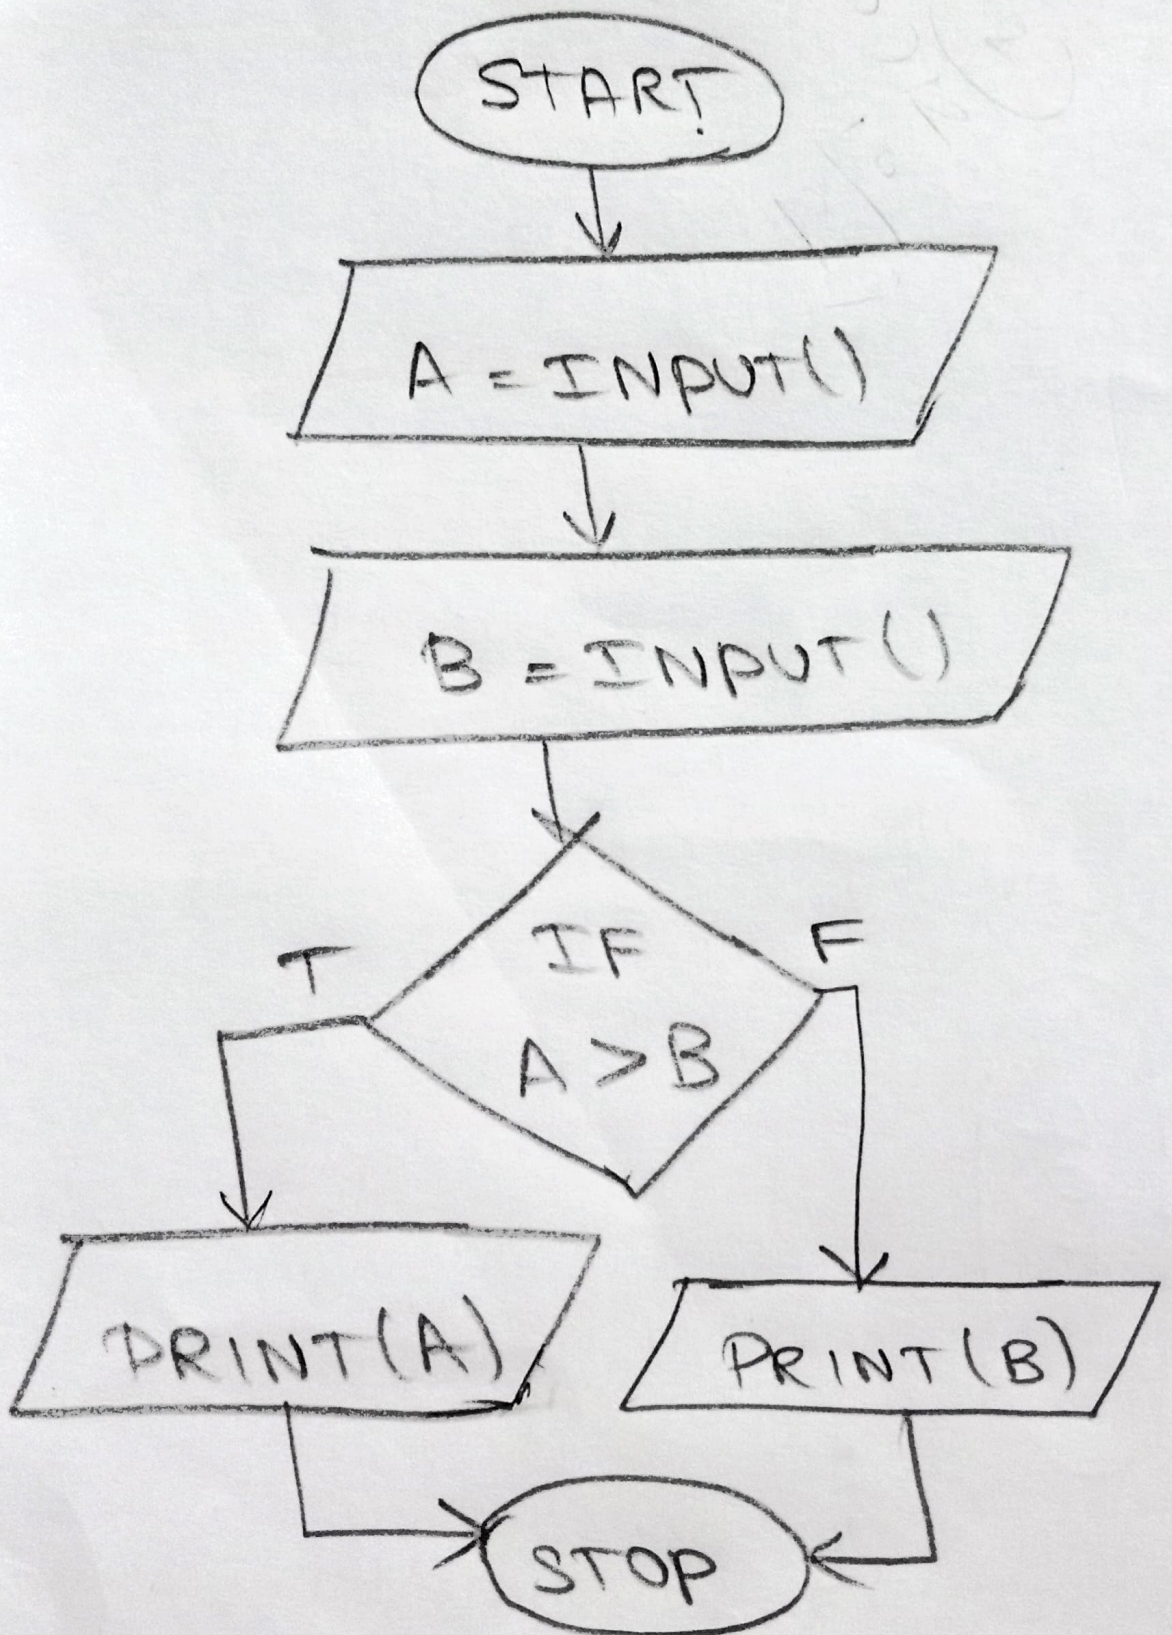 START
A = INPUT()
B = INPUT()
T
IF
F
A > B
PRINT(A)
PRINT(B)
STOP